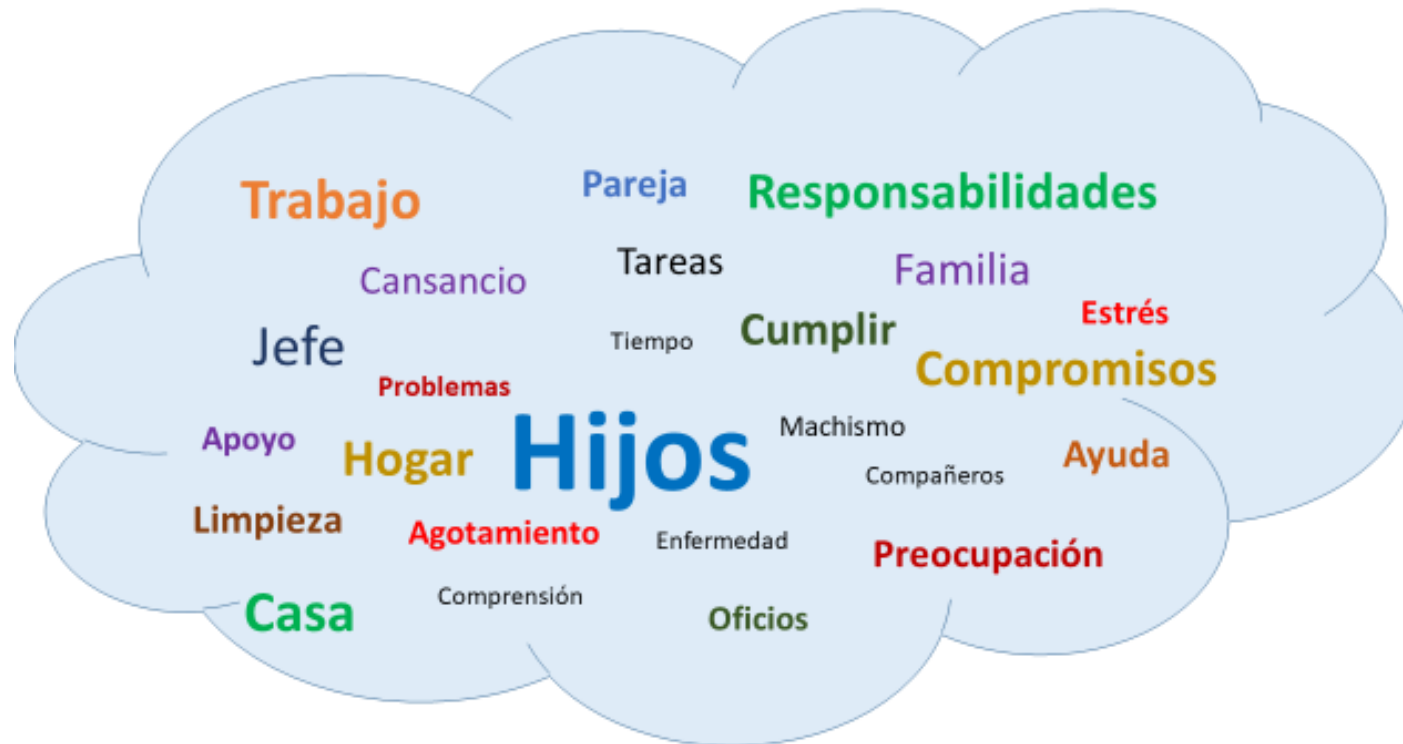 Trabajo
Pareja
Responsabilidades
Tareas
Familia
Cansancio
Estrés
Cumplir
Tiempo
Jefe
Compromisos
Problemas
Machismo
Apoyo
Hogar
Hijos
Ayuda
Compañeros
Limpieza
Agotamiento
Enfermedad
Preocupación
Comprensión
Casa
Oficios